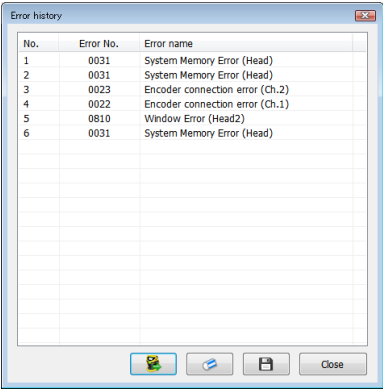 Error history
No. Error No. Error name
1 0031 System Memory Error (Head)
2 0031 System Memory Error (Head)
3 0023 Encoder connection error (Ch.2)
4 0022 Encoder connection error (Ch.1)
5 0810 Window Error (Head2)
6 0031 System Memory Error (Head)
Close